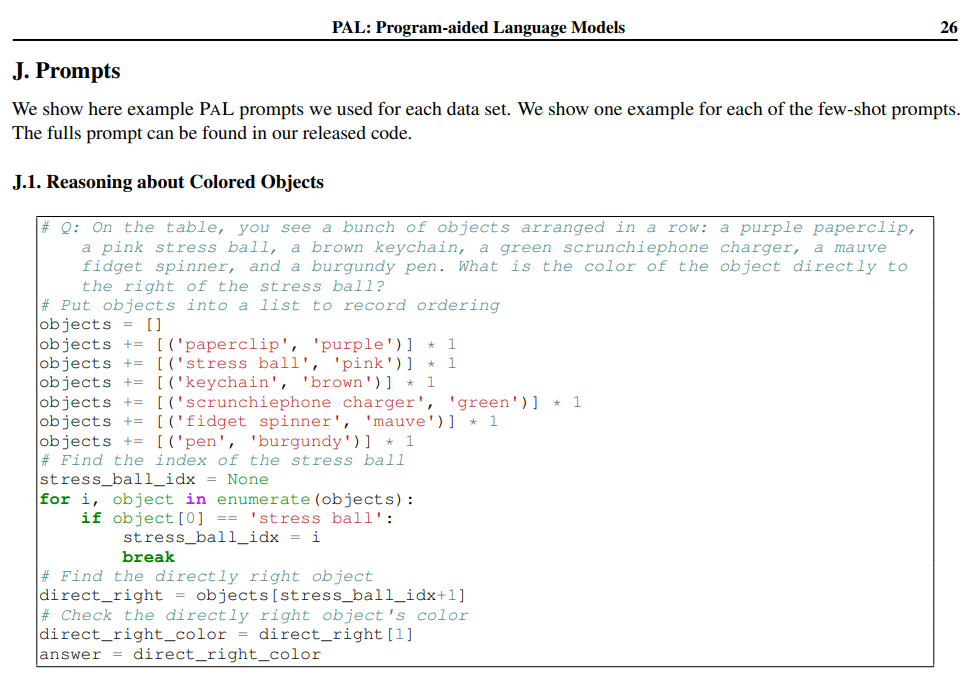 PAL: Program-aided Language Models 26
J. Prompts
We show here example PAL prompts we used for each data set. We show one example for each of the few-shot prompts.
The fulls prompt can be found in our released code.
J.1. Reasoning about Colored Objects
# Q: On the table, you see a bunch of objects arranged in a row: a purple paperclip,
    a pink stress ball, a brown keychain, a green scrunchiephone charger, a mauve
    fidget spinner, and a burgundy pen. What is the color of the object directly to
    the right of the stress ball?
# Put objects into a list to record ordering
objects = []
objects += [('paperclip', 'purple')] * 1
objects += [('stress ball', 'pink')] * 1
objects += [('keychain', 'brown')] * 1
objects += [('scrunchiephone charger', 'green')] * 1
objects += [('fidget spinner', 'mauve')] * 1
objects += [('pen', 'burgundy')] * 1
# Find the index of the stress ball
stress_ball_idx = None
for i, object in enumerate(objects):
    if object[0] == 'stress ball':
        stress_ball_idx = i
        break
# Find the directly right object
direct_right = objects[stress_ball_idx+1]
# Check the directly right object's color
direct_right_color = direct_right[1]
answer = direct_right_color